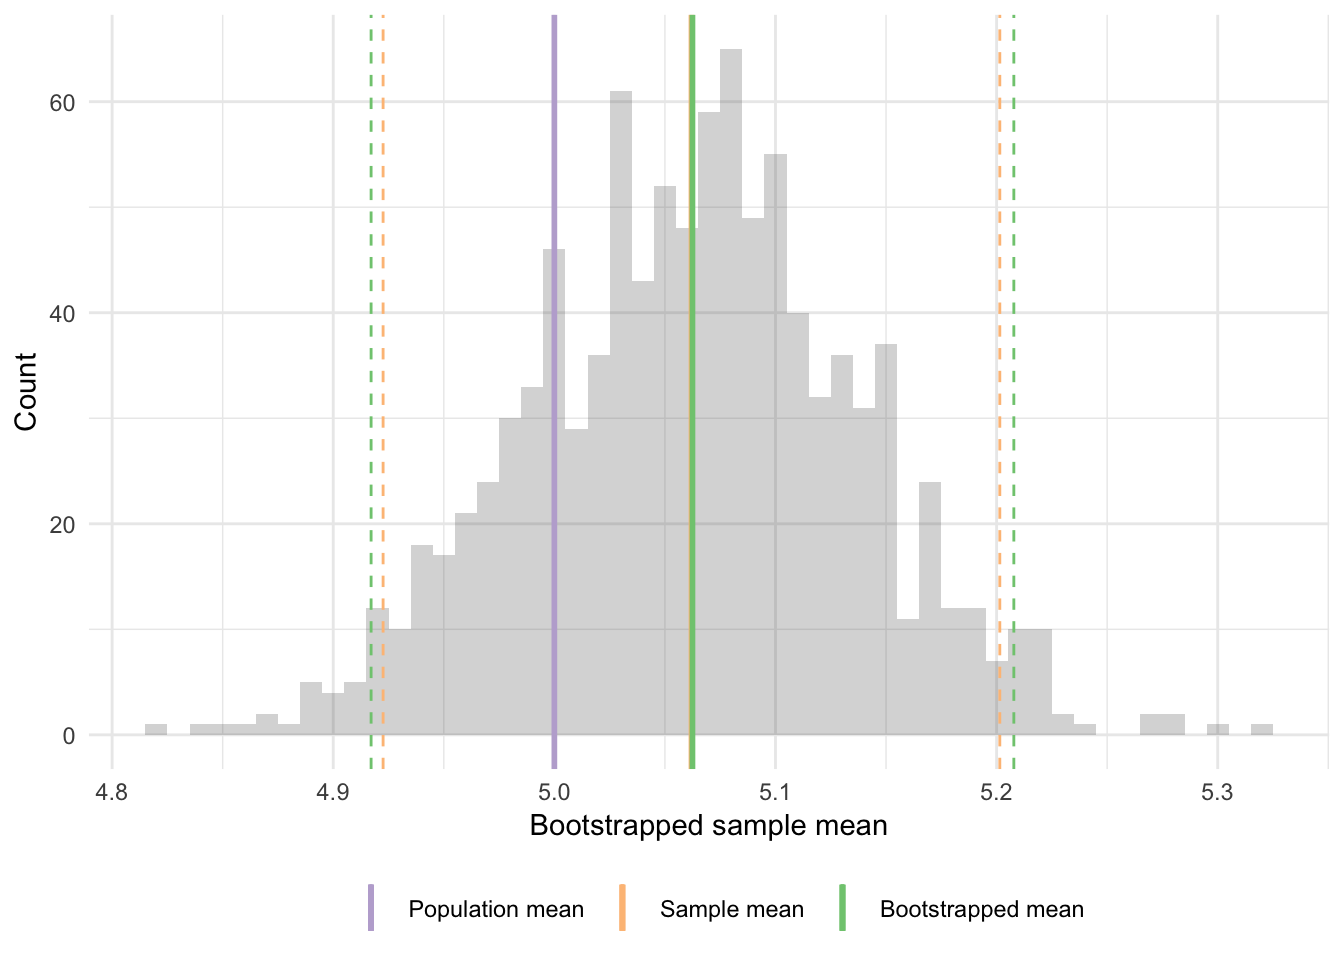 60
40
20
0
Count
4.8 4.9 5.0 5.1 5.2 5.3
Bootstrapped sample mean
Population mean Sample mean Bootstrapped mean